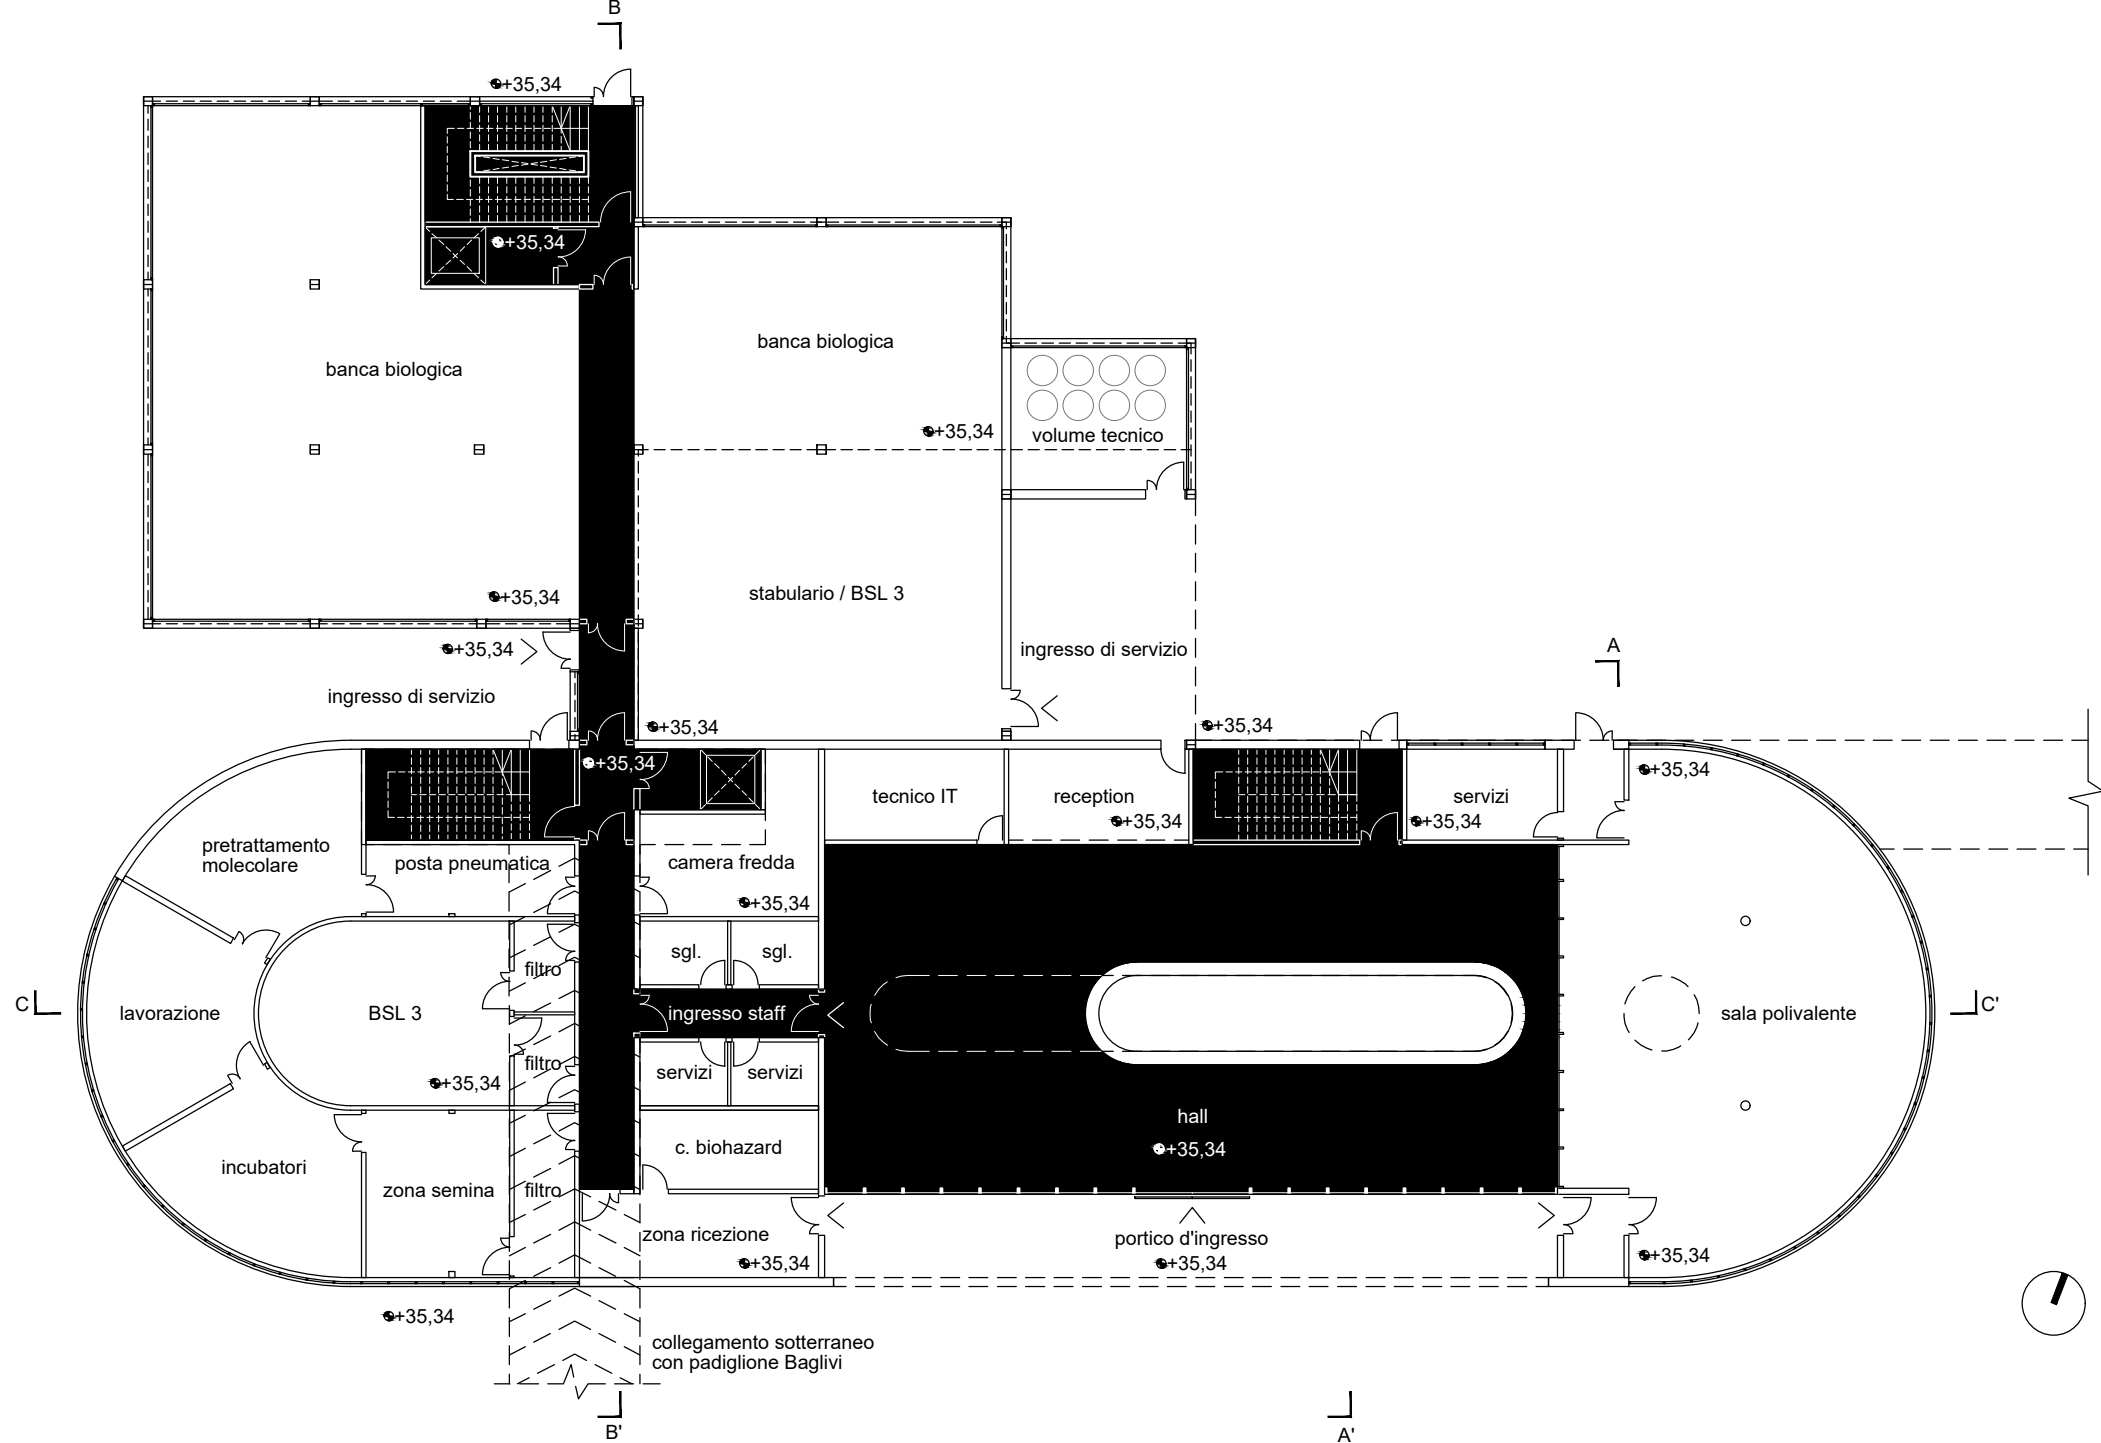 B
+35,34
+35,34
banca biologica
banca biologica
+35,34
volume tecnico
+35,34
stabulario / BSL 3
+35,34
ingresso di servizio
A
ingresso di servizio
+35,34
+35,34
+35,34
+35,34
tecnico IT
reception
servizi
+35,34
+35,34
pretrattamento
molecolare
posta pneumatica
camera fredda
+35,34
sgl.
sgl.
filtro
C
lavorazione
BSL 3
ingresso staff
sala polivalente
C'
+35,34
filtro
servizi
servizi
hall
+35,34
c. biohazard
incubatori
zona semina
filtro
zona ricezione
+35,34
portico d'ingresso
+35,34
+35,34
+35,34
collegamento sotterraneo
con padiglione Baglivi
B'
A'